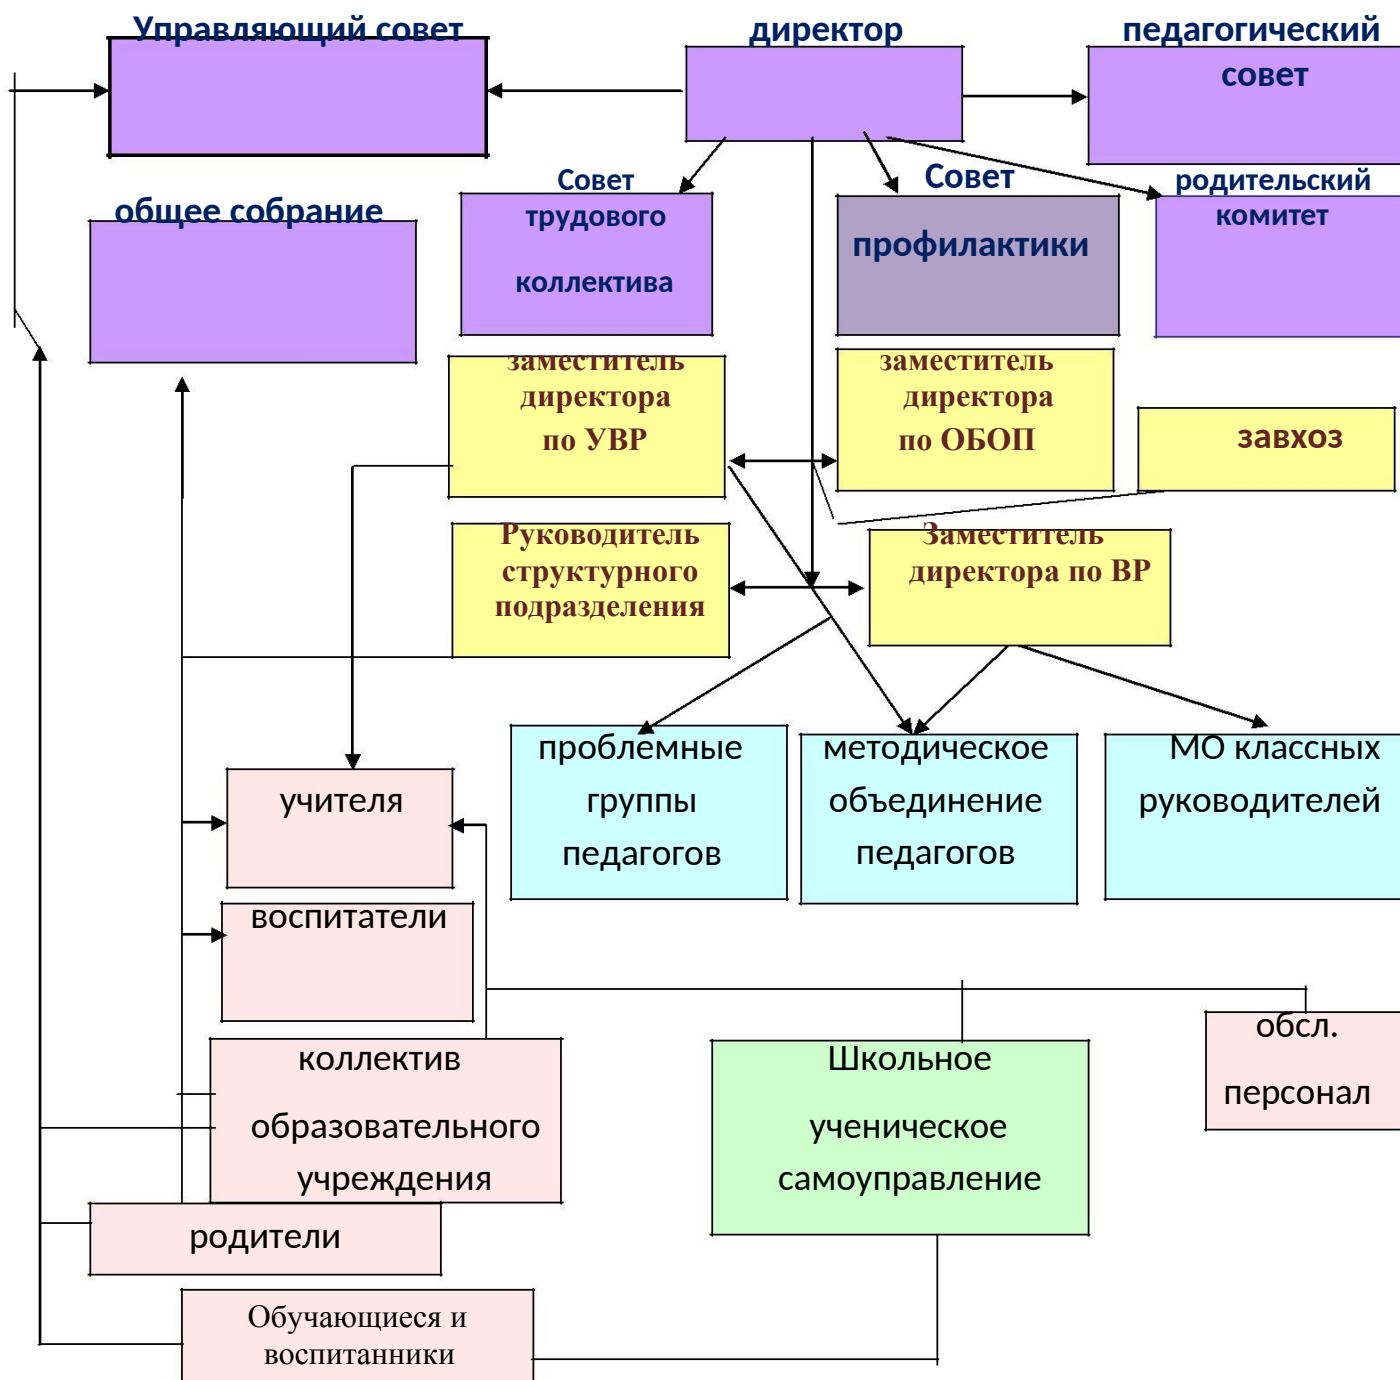 Управляющий совет
директор
педагогический
совет
общее собрание
Совет
трудового
коллектива
Совет
профилактики
родительский
комитет
заместитель
директора
по УВР
заместитель
директора
по ОБОП
завхоз
Руководитель
структурного
подразделения
Заместитель
директора по ВР
проблемные
группы
педагогов
методическое
объединение
педагогов
МО классных
руководителей
учителя
воспитатели
коллектив
образовательного
учреждения
Школьное
ученическое
самоуправление
обсл.
персонал
родители
Обучающиеся и
воспитанники